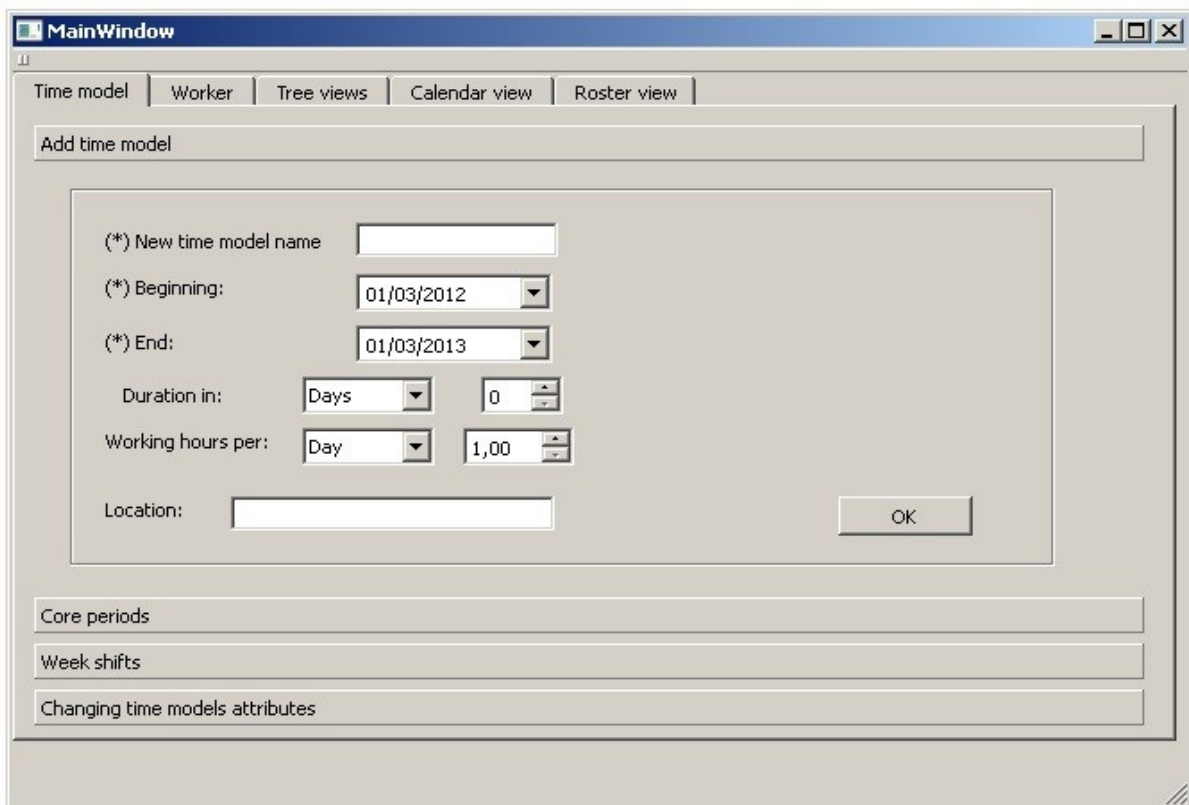 MainWindow
Time model Worker Tree views Calendar view Roster view
Add time model
(*) New time model name
(*) Beginning: 01/03/2012
(*) End: 01/03/2013
Duration in: Days 0
Working hours per: Day 1,00
Location: OK
Core periods
Week shifts
Changing time models attributes